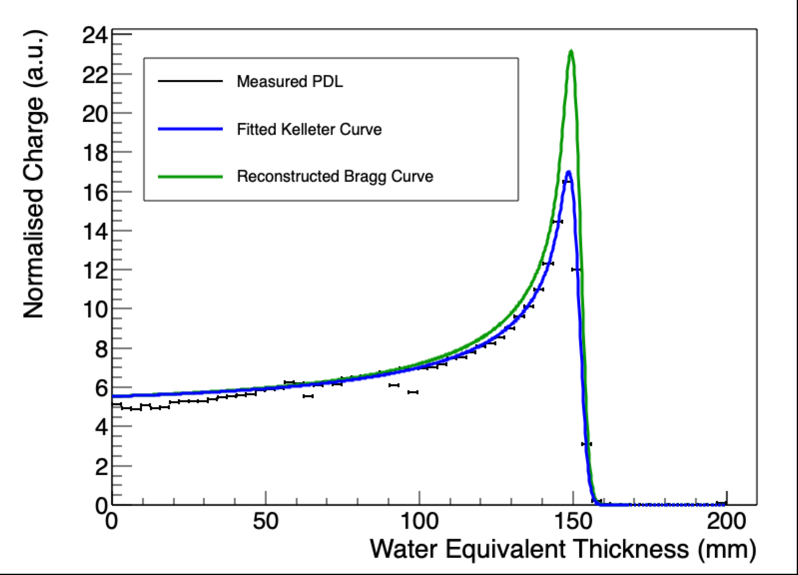 Normalised Charge (a.u.)
24
22
20
18
16
14
12
10
8
6
4
2
0
Measured PDL
Fitted Kelleter Curve
Reconstructed Bragg Curve
0 50 100 150 200
Water Equivalent Thickness (mm)